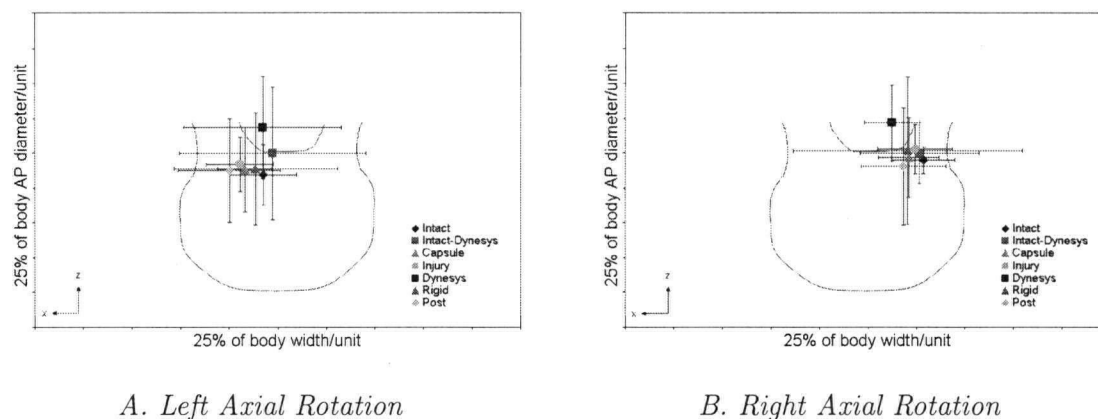 25% of body AP diameter/unit
z
x
Intact
Intact-Dynesys
Capsule
Injury
Dynesys
Rigid
Post
25% of body width/unit
A. Left Axial Rotation
25% of body AP diameter/unit
z
x
Intact
Intact-Dynesys
Capsule
Injury
Dynesys
Rigid
Post
25% of body width/unit
B. Right Axial Rotation